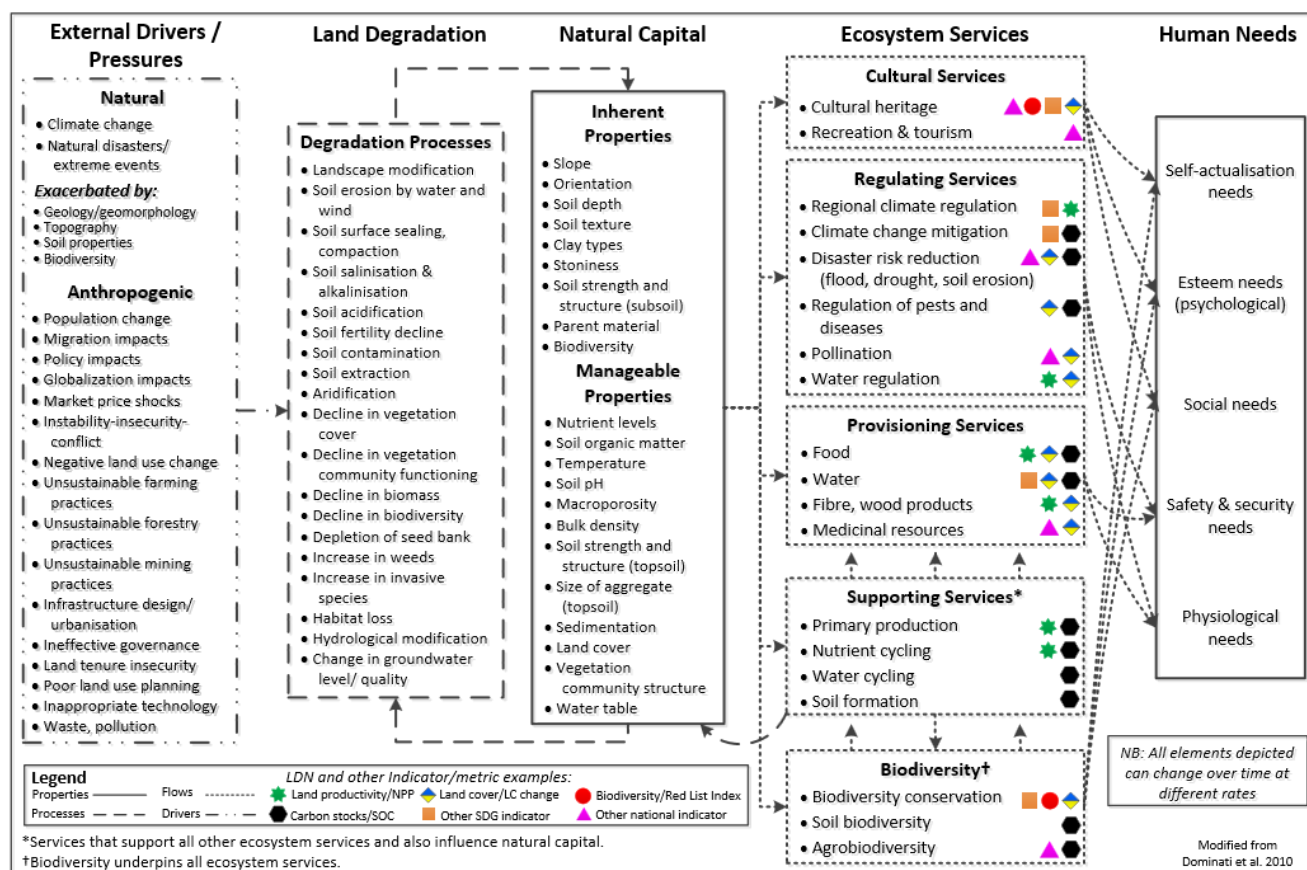 External Drivers /
Pressures
Natural
• Climate change
• Natural disasters/
extreme events
Exacerbated by:
• Geology/geomorphology
• Topography
• Soil properties
• Biodiversity
Anthropogenic
• Population change
• Migration impacts
• Policy impacts
• Globalization impacts
• Market price shocks
• Instability-insecurity-
conflict
• Negative land use change
• Unsustainable farming
practices
• Unsustainable forestry
practices
• Unsustainable mining
practices
• Infrastructure design/
urbanisation
• Ineffective governance
• Land tenure insecurity
• Poor land use planning
• Inappropriate technology
• Waste, pollution
Land Degradation
Degradation Processes
• Landscape modification
• Soil erosion by water and
wind
• Soil surface sealing,
compaction
• Soil salinisation &
alkalinisation
• Soil acidification
• Soil fertility decline
• Soil contamination
• Soil extraction
• Aridification
• Decline in vegetation
cover
• Decline in vegetation
community functioning
• Decline in biomass
• Decline in biodiversity
• Depletion of seed bank
• Increase in weeds
• Increase in invasive
species
• Habitat loss
• Hydrological modification
• Change in groundwater
level/ quality
Natural Capital
Inherent
Properties
• Slope
• Orientation
• Soil depth
• Soil texture
• Clay types
• Stoniness
• Soil strength and
structure (subsoil)
• Parent material
• Biodiversity
Manageable
Properties
• Nutrient levels
• Soil organic matter
• Temperature
• Soil pH
• Macroporosity
• Bulk density
• Soil strength and
structure (topsoil)
• Size of aggregate
(topsoil)
• Sedimentation
• Land cover
• Vegetation
community structure
• Water table
Ecosystem Services
Cultural Services
• Cultural heritage
• Recreation & tourism
Regulating Services
• Regional climate regulation
• Climate change mitigation
• Disaster risk reduction
(flood, drought, soil erosion)
• Regulation of pests and
diseases
• Pollination
• Water regulation
Provisioning Services
• Food
• Water
• Fibre, wood products
• Medicinal resources
Supporting Services*
• Primary production
• Nutrient cycling
• Water cycling
• Soil formation
Biodiversity†
• Biodiversity conservation
• Soil biodiversity
• Agrobiodiversity
Human Needs
Self-actualisation
needs
Esteem needs
(psychological)
Social needs
Safety & security
needs
Physiological
needs
NB: All elements depicted
can change over time at
different rates
Legend
LDN and other Indicator/metric examples:
Properties
Flows
Land productivity/NPP
Land cover/LC change
Biodiversity/Red List Index
Processes
Drivers
Carbon stocks/SOC
Other SDG indicator
Other national indicator
*Services that support all other ecosystem services and also influence natural capital.
†Biodiversity underpins all ecosystem services.
Modified from
Dominati et al. 2010